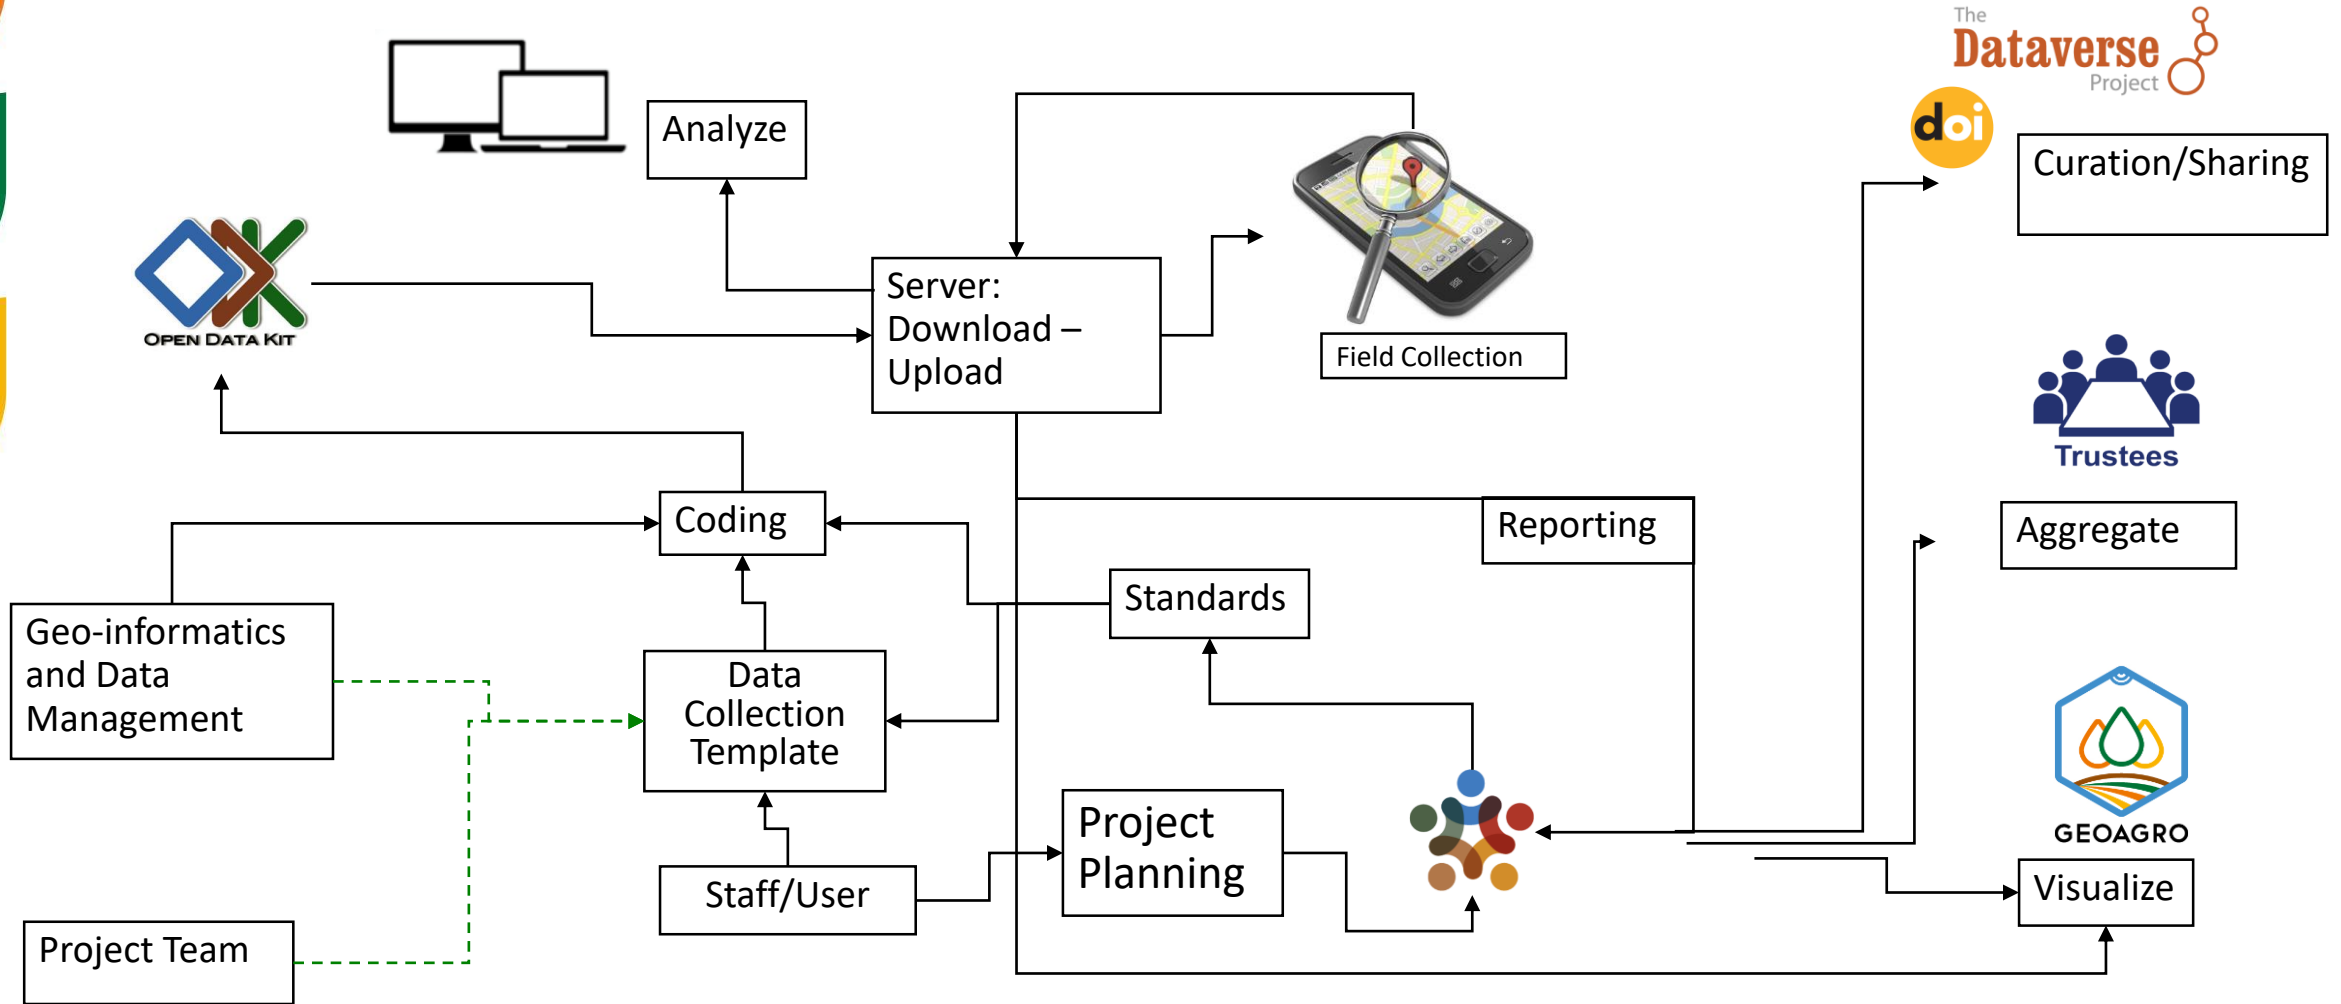 The
Dataverse
Project
doi
Curation/Sharing
Analyze
OPEN DATA KIT
Server:
Download –
Upload
Field Collection
Trustees
Aggregate
Coding
Reporting
Standards
Geo-informatics
and Data
Management
Data
Collection
Template
GEOAGRO
Visualize
Project
Planning
Staff/User
Project Team